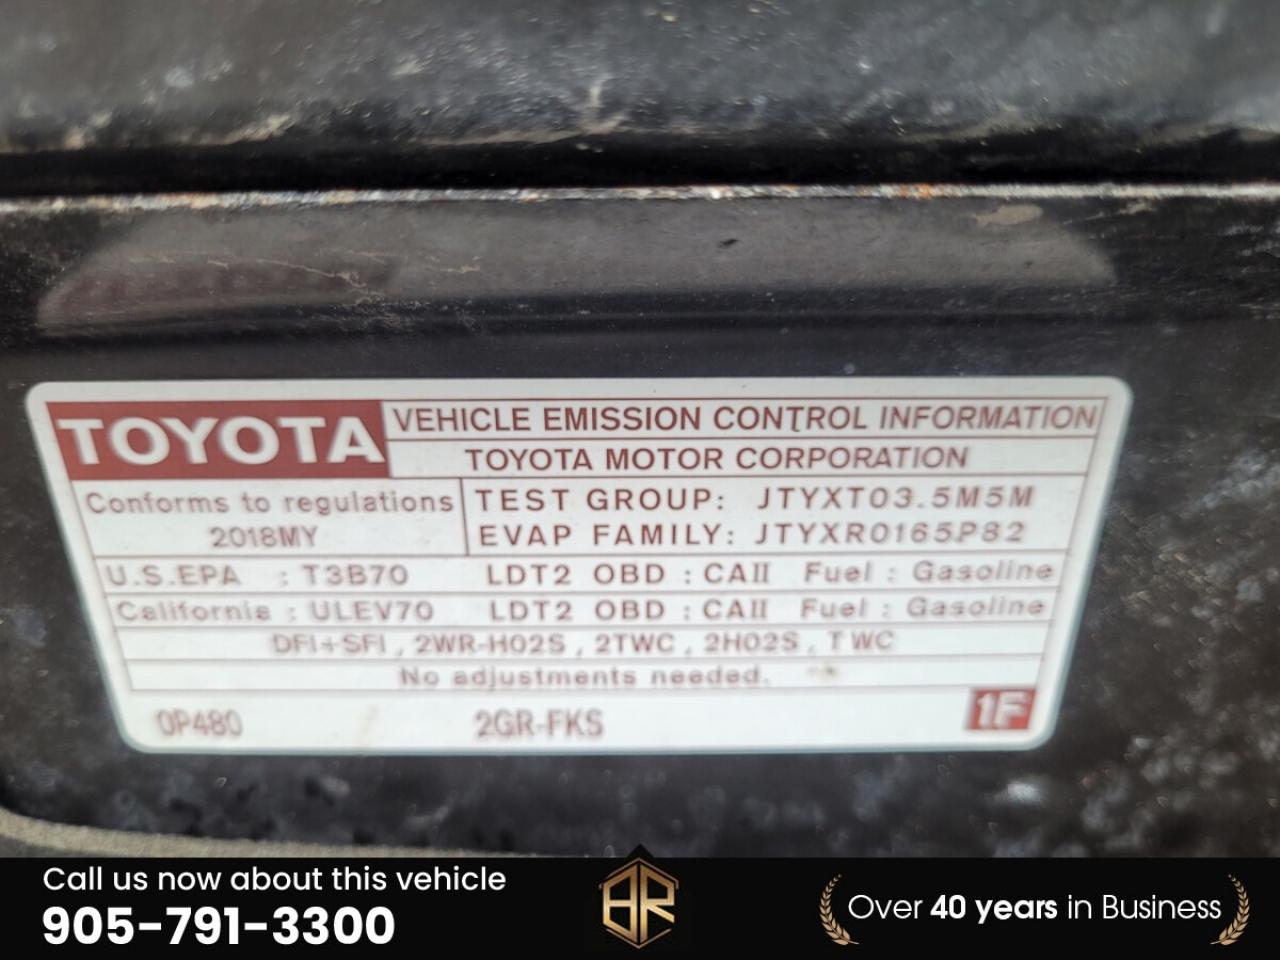 TOYOTA VEHICLE EMISSION CONTROL INFORMATION
TOYOTA MOTOR CORPORATION
Conforms to regulations
2018MY
TEST GROUP: JTYXT03.5M5M
EVAP FAMILY: JTYXR0165P82
U.S.EPA : T3B70 LDT2 OBD : CAII Fuel : Gasoline
California : ULEV70 LDT2 OBD : CAII Fuel : Gasoline
DFI+SFI, 2WR-HO2S, 2TWC, 2HO2S, TWC
No adjustments needed.
0P480 2GR-FKS 1F
Call us now about this vehicle
905-791-3300
BR
Over 40 years in Business